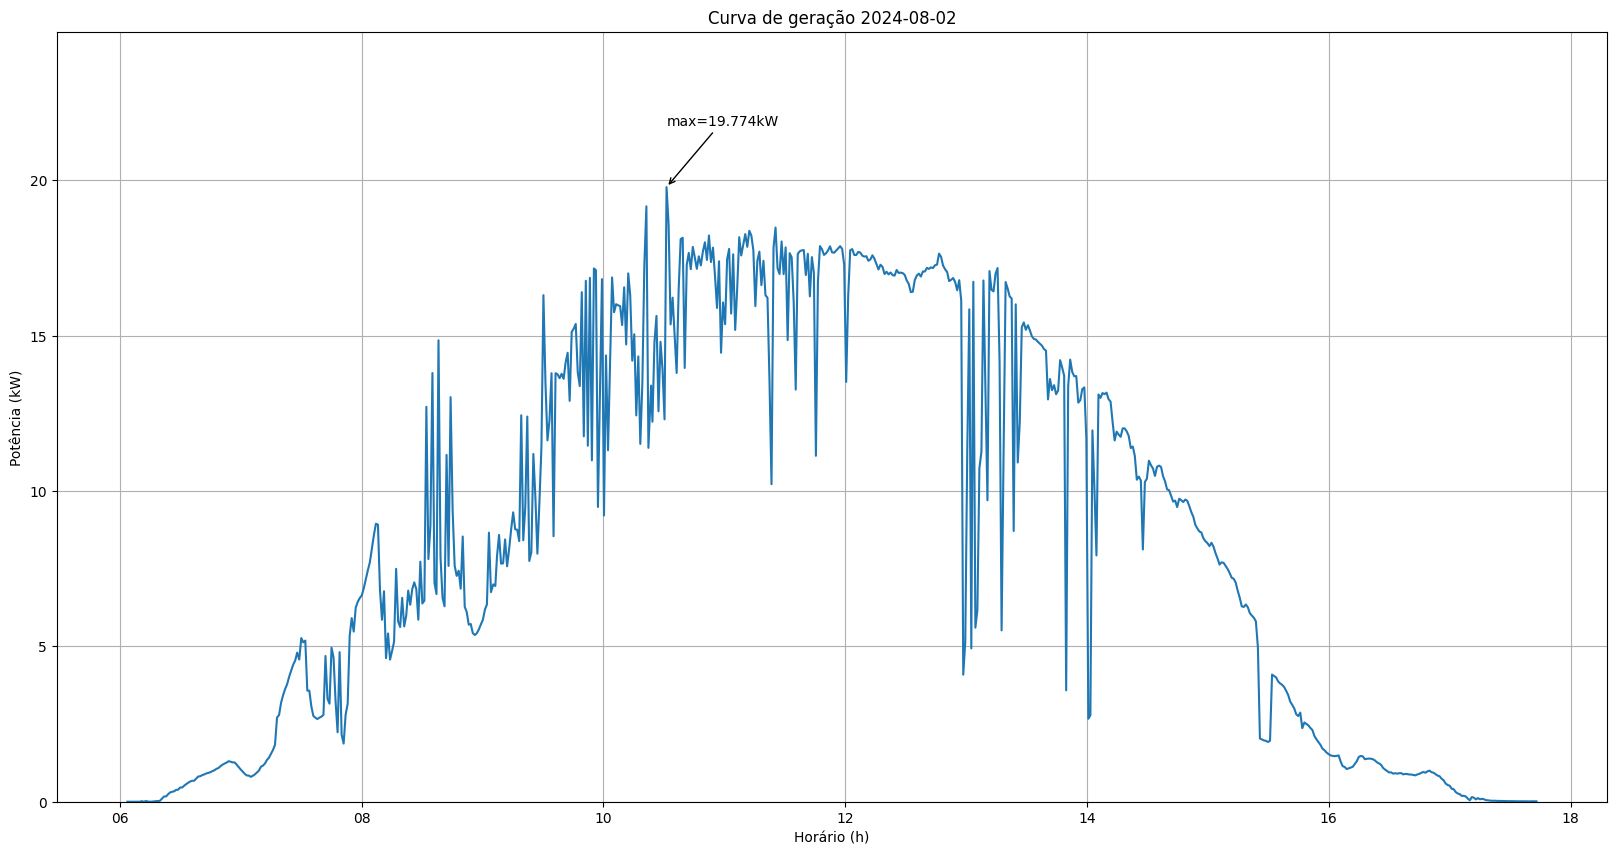 Curva de geração 2024-08-02
max=19.774kW
Potência (kW)
20
15
10
5
0
06 08 10 12 14 16 18
Horário (h)